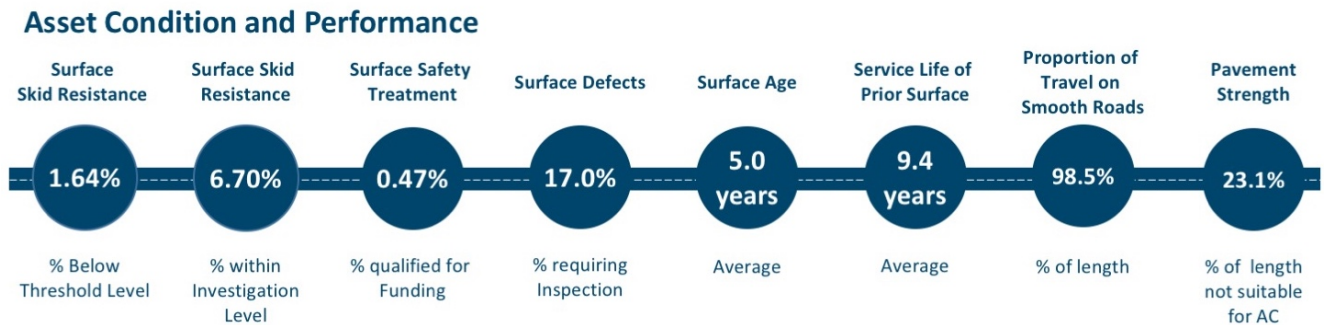 Asset Condition and Performance
Surface
Skid Resistance
1.64%
% Below
Threshold Level
Surface Skid
Resistance
6.70%
% within
Investigation
Level
Surface Safety
Treatment
0.47%
% qualified for
Funding
Surface Defects
17.0%
% requiring
Inspection
Surface Age
5.0
years
Average
Service Life of
Prior Surface
9.4
years
Average
Proportion of
Travel on
Smooth Roads
98.5%
% of length
Pavement
Strength
23.1%
% of length
not suitable
for AC